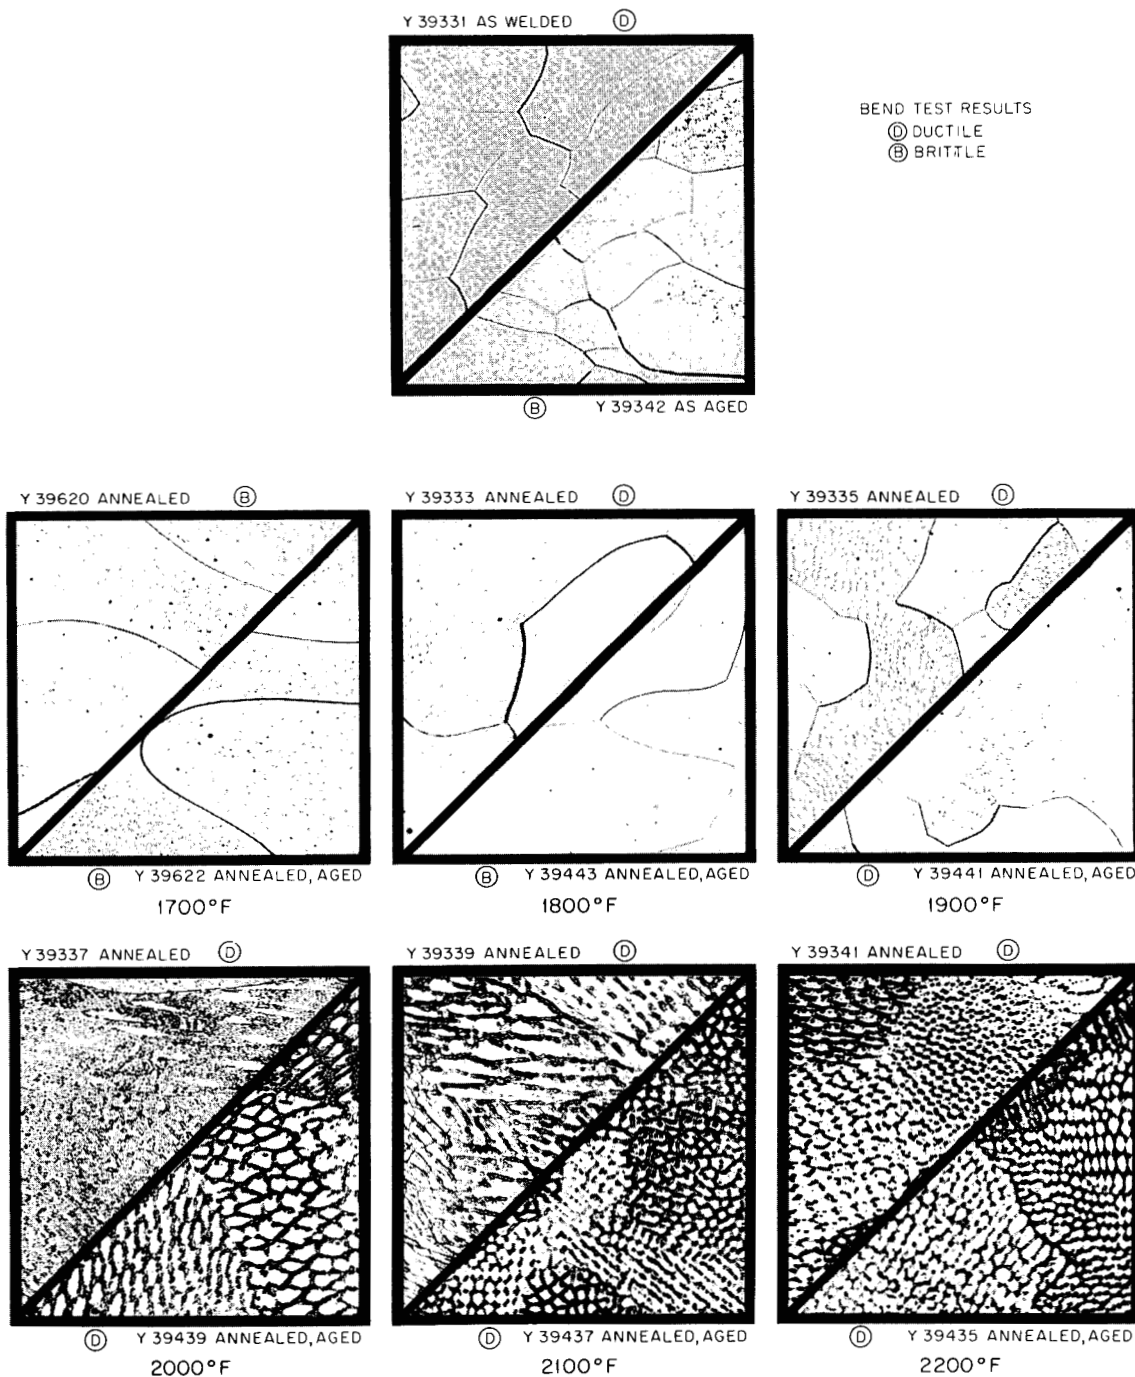 Y 39331 AS WELDED Ⓓ
BEND TEST RESULTS
Ⓓ DUCTILE
Ⓑ BRITTLE
Ⓑ Y 39342 AS AGED
Y 39620 ANNEALED Ⓑ
Y 39333 ANNEALED Ⓓ
Y 39335 ANNEALED Ⓓ
Ⓑ Y 39622 ANNEALED, AGED
Ⓑ Y 39443 ANNEALED, AGED
Ⓓ Y 39441 ANNEALED, AGED
1700°F
1800°F
1900°F
Y 39337 ANNEALED Ⓓ
Y 39339 ANNEALED Ⓓ
Y 39341 ANNEALED Ⓓ
Ⓓ Y 39439 ANNEALED, AGED
Ⓓ Y 39437 ANNEALED, AGED
Ⓓ Y 39435 ANNEALED, AGED
2000°F
2100°F
2200°F